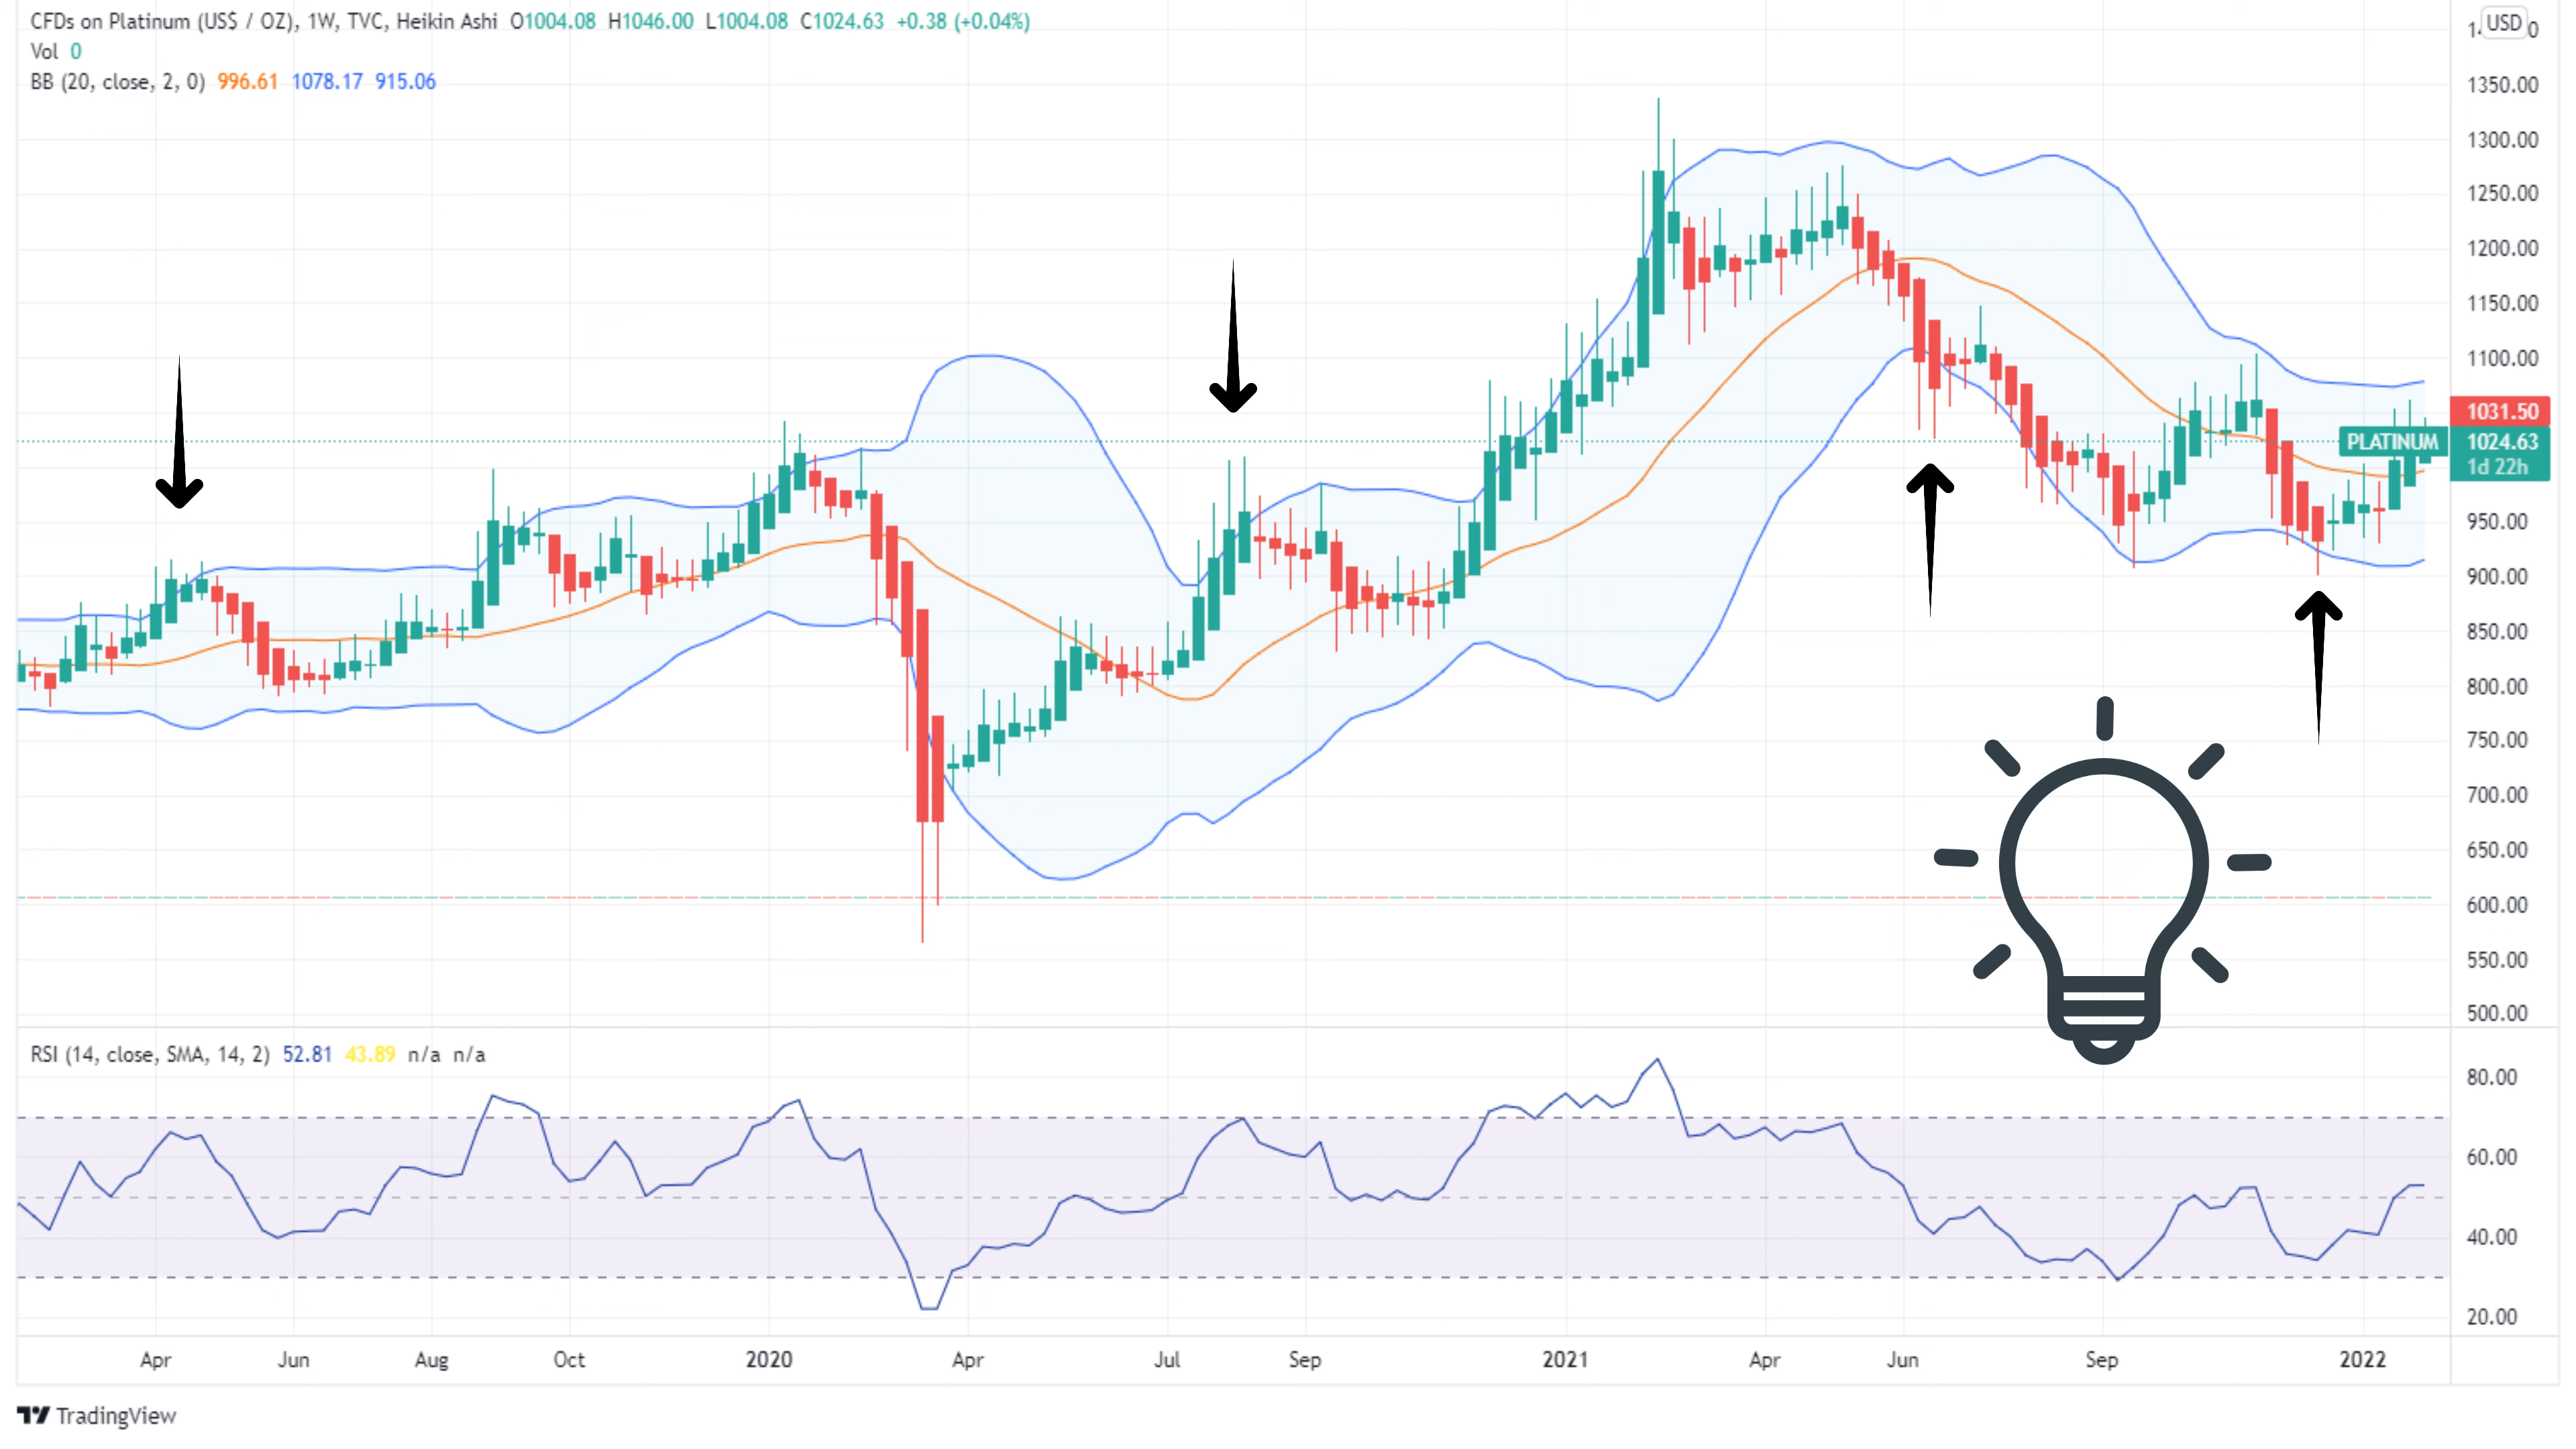 CFDs on Platinum (US$ / OZ), 1W, TVC, Heikin Ashi O1004.08 H1046.00 L1004.08 C1024.63 +0.38 (+0.04%)
Vol 0
BB (20, close, 2, 0) 996.61 1078.17 915.06
USD
1350.00
1300.00
1250.00
1200.00
1150.00
1100.00
1031.50
PLATINUM 1024.63
1d 22h
950.00
900.00
850.00
800.00
750.00
700.00
650.00
600.00
550.00
500.00
RSI (14, close, SMA, 14, 2) 52.81 43.89 n/a n/a
80.00
60.00
40.00
20.00
Apr Jun Aug Oct 2020 Apr Jul Sep 2021 Apr Jun Sep 2022
TradingView